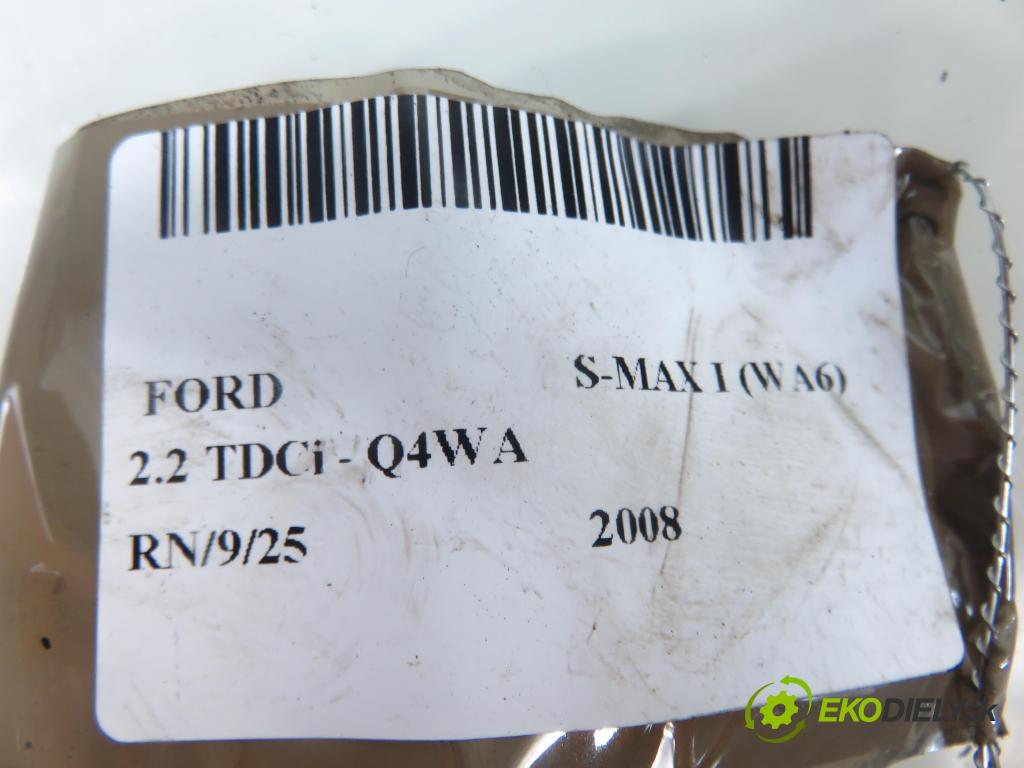 FORD S-MAX I (WA6)
2.2 TDCi - Q4WA
RN/9/25 2008
EKODIELY.sk